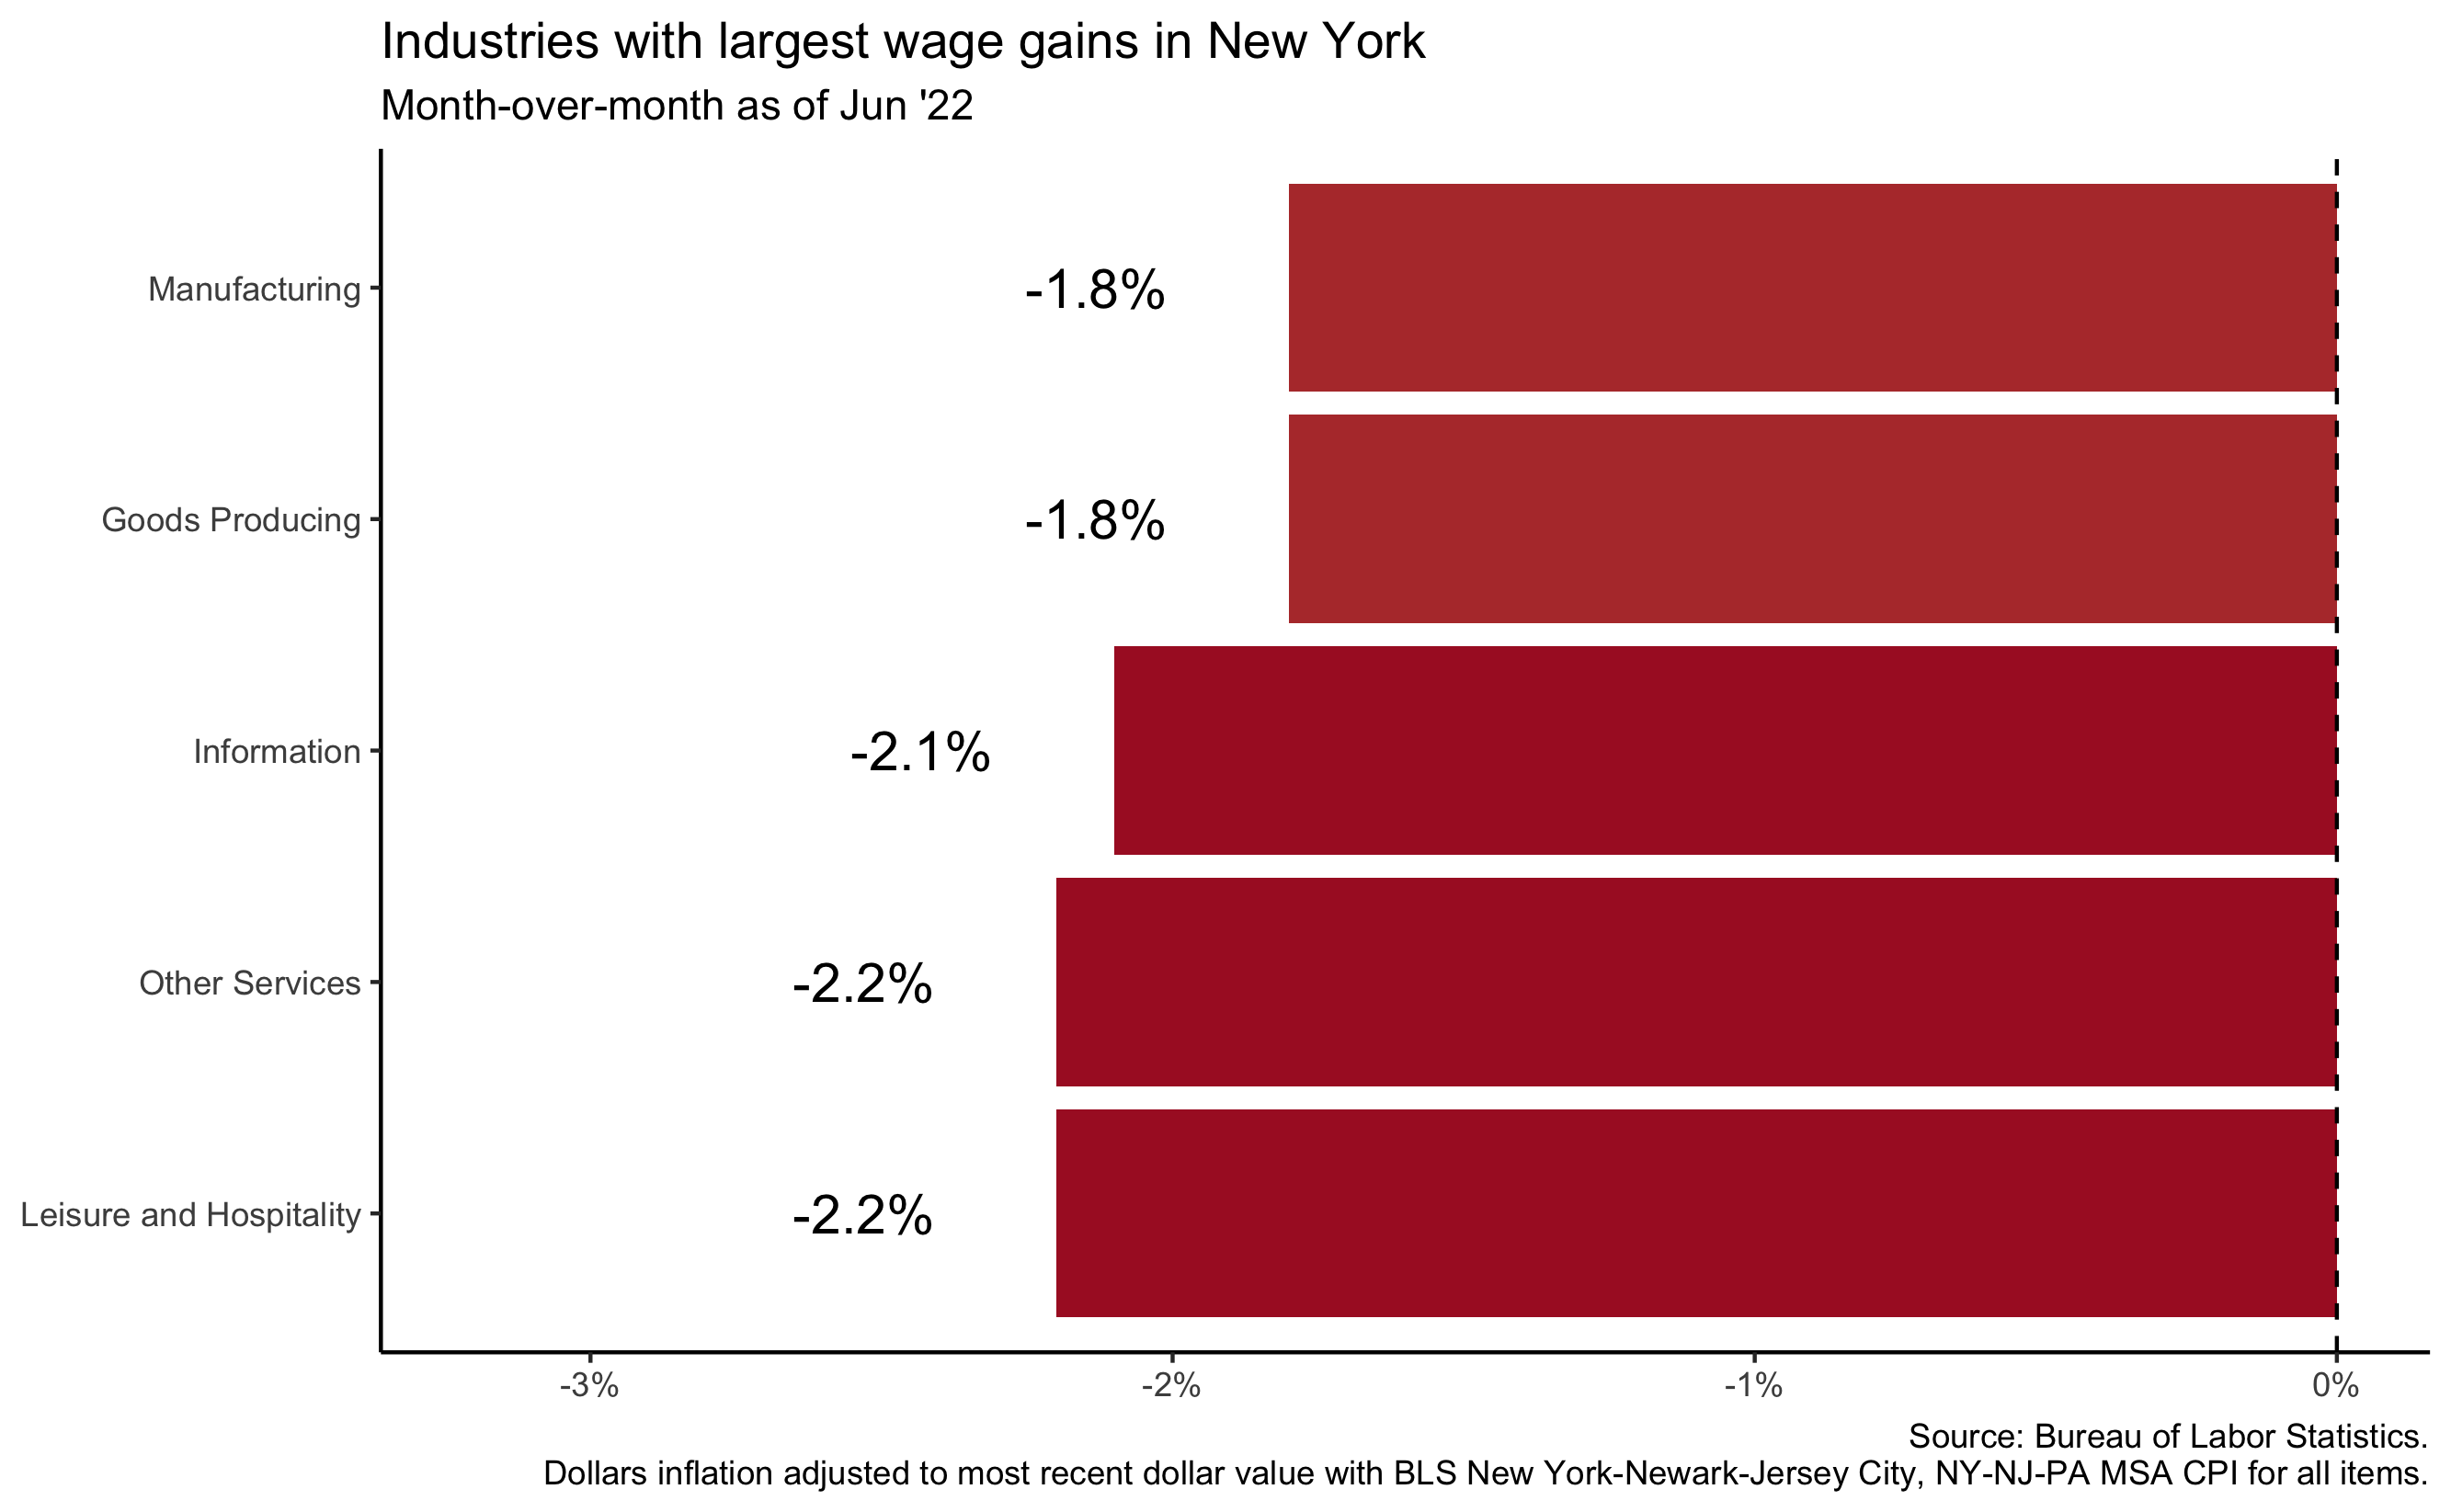 Industries with largest wage gains in New York
Month-over-month as of Jun '22
Manufacturing
-1.8%
Goods Producing
-1.8%
Information
-2.1%
Other Services
-2.2%
Leisure and Hospitality
-2.2%
-3%
-2%
-1%
0%
Source: Bureau of Labor Statistics.
Dollars inflation adjusted to most recent dollar value with BLS New York-Newark-Jersey City, NY-NJ-PA MSA CPI for all items.